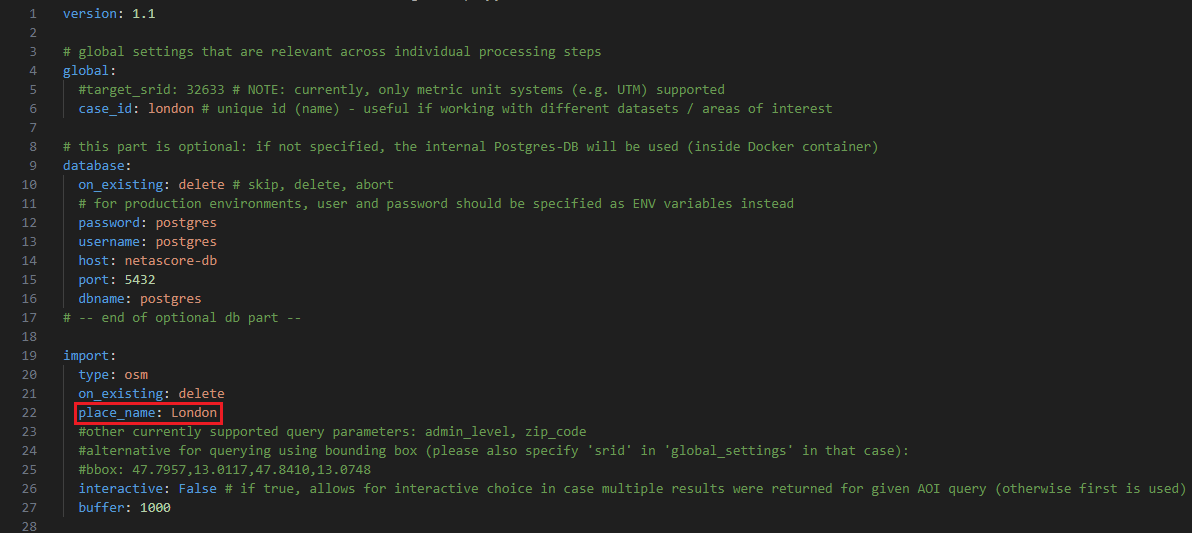 1 version: 1.1
2
3 # global settings that are relevant across individual processing steps
4 global:
5 #target_srid: 32633 # NOTE: currently, only metric unit systems (e.g. UTM) supported
6 case_id: london # unique id (name) - useful if working with different datasets / areas of interest
7
8 # this part is optional: if not specified, the internal Postgres-DB will be used (inside Docker container)
9 database:
10 on_existing: delete # skip, delete, abort
11 # for production environments, user and password should be specified as ENV variables instead
12 password: postgres
13 username: postgres
14 host: netascore-db
15 port: 5432
16 dbname: postgres
17 # -- end of optional db part --
18
19 import:
20 type: osm
21 on_existing: delete
22 place_name: London
23 #other currently supported query parameters: admin_level, zip_code
24 #alternative for querying using bounding box (please also specify 'srid' in 'global_settings' in that case):
25 #bbox: 47.7957,13.0117,47.8410,13.0748
26 interactive: False # if true, allows for interactive choice in case multiple results were returned for given AOI query (otherwise first is used)
27 buffer: 1000
28